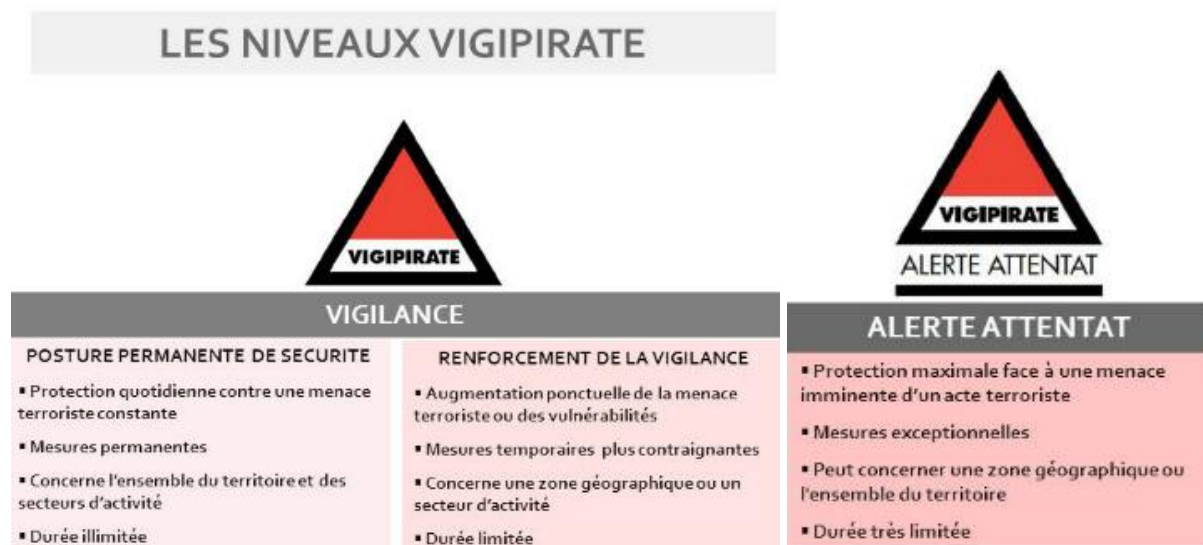 LES NIVEAUX VIGIPIRATE
VIGIPIRATE
VIGILANCE
POSTURE PERMANENTE DE SECURITE
▪ Protection quotidienne contre une menace
terroriste constante
▪ Mesures permanentes
▪ Concerne l'ensemble du territoire et des
secteurs d'activité
▪ Durée illimitée
RENFORCEMENT DE LA VIGILANCE
▪ Augmentation ponctuelle de la menace
terroriste ou des vulnérabilités
▪ Mesures temporaires plus contraignantes
▪ Concerne une zone géographique ou un
secteur d'activité
▪ Durée limitée
VIGIPIRATE
ALERTE ATTENTAT
ALERTE ATTENTAT
▪ Protection maximale face à une menace
imminente d'un acte terroriste
▪ Mesures exceptionnelles
▪ Peut concerner une zone géographique ou
l'ensemble du territoire
▪ Durée très limitée